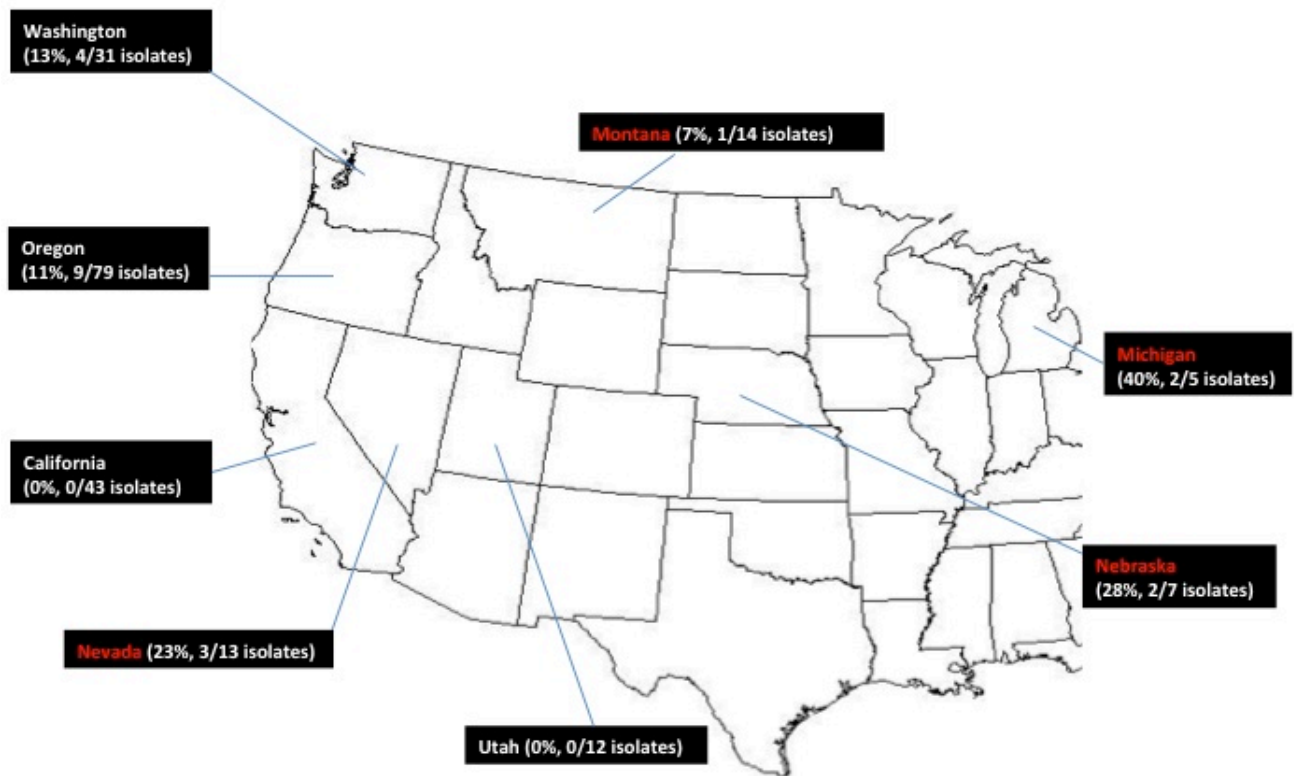 Washington
(13%, 4/31 isolates)
Montana (7%, 1/14 isolates)
Oregon
(11%, 9/79 isolates)
Michigan
(40%, 2/5 isolates)
California
(0%, 0/43 isolates)
Nebraska
(28%, 2/7 isolates)
Nevada (23%, 3/13 isolates)
Utah (0%, 0/12 isolates)